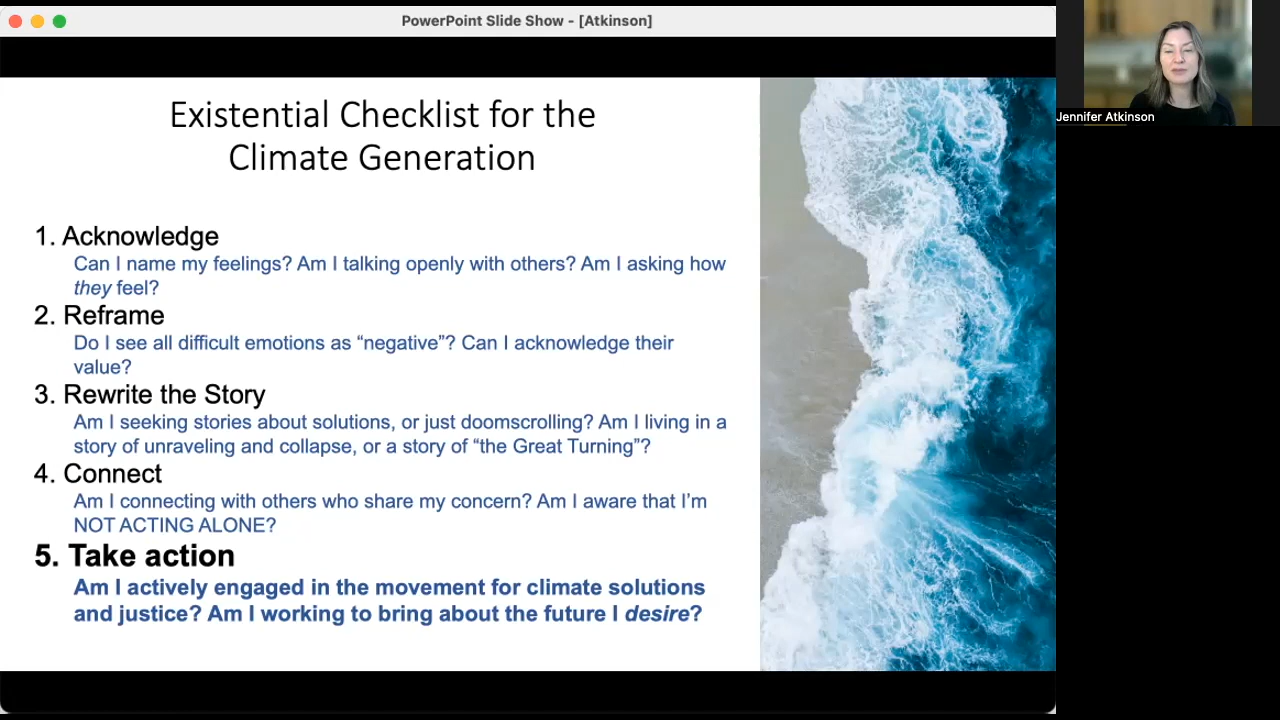 PowerPoint Slide Show - [Atkinson]
Jennifer Atkinson
Existential Checklist for the
Climate Generation
1. Acknowledge
Can I name my feelings? Am I talking openly with others? Am I asking how
they feel?
2. Reframe
Do I see all difficult emotions as “negative”? Can I acknowledge their
value?
3. Rewrite the Story
Am I seeking stories about solutions, or just doomscrolling? Am I living in a
story of unraveling and collapse, or a story of “the Great Turning”?
4. Connect
Am I connecting with others who share my concern? Am I aware that I’m
NOT ACTING ALONE?
5. Take action
Am I actively engaged in the movement for climate solutions
and justice? Am I working to bring about the future I desire?